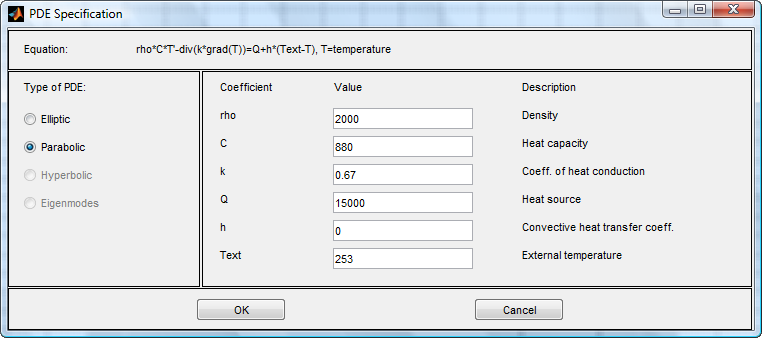 PDE Specification
Equation: rho*C*T'-div(k*grad(T))=Q+h*(Text-T), T=temperature
Type of PDE:
Elliptic
Parabolic
Hyperbolic
Eigenmodes
Coefficient Value Description
rho 2000 Density
C 880 Heat capacity
k 0.67 Coeff. of heat conduction
Q 15000 Heat source
h 0 Convective heat transfer coeff.
Text 253 External temperature
OK Cancel